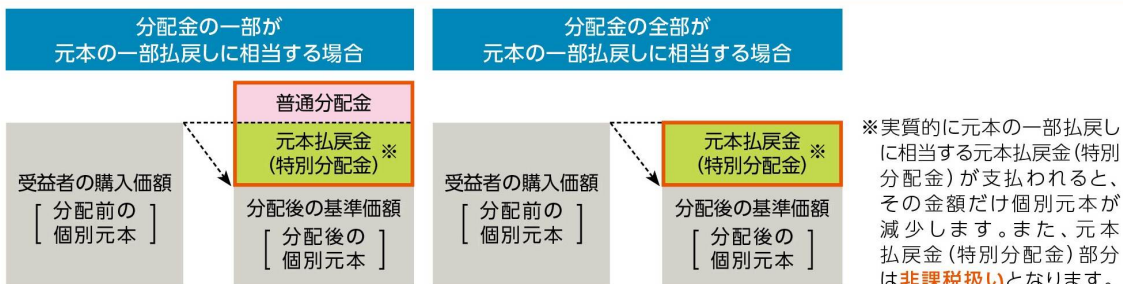 分配金の一部が
元本の一部払戻しに相当する場合
普通分配金
元本払戻金
(特別分配金)※
受益者の購入価額
[分配前の
個別元本]
分配後の基準価額
[分配後の
個別元本]
分配金の全部が
元本の一部払戻しに相当する場合
元本払戻金
(特別分配金)※
受益者の購入価額
[分配前の
個別元本]
分配後の基準価額
[分配後の
個別元本]
※実質的に元本の一部払戻し
に相当する元本払戻金(特別
分配金)が支払われると、
その金額だけ個別元本が
減少します。また、元本
払戻金(特別分配金)部分
は非課税扱いとなります。